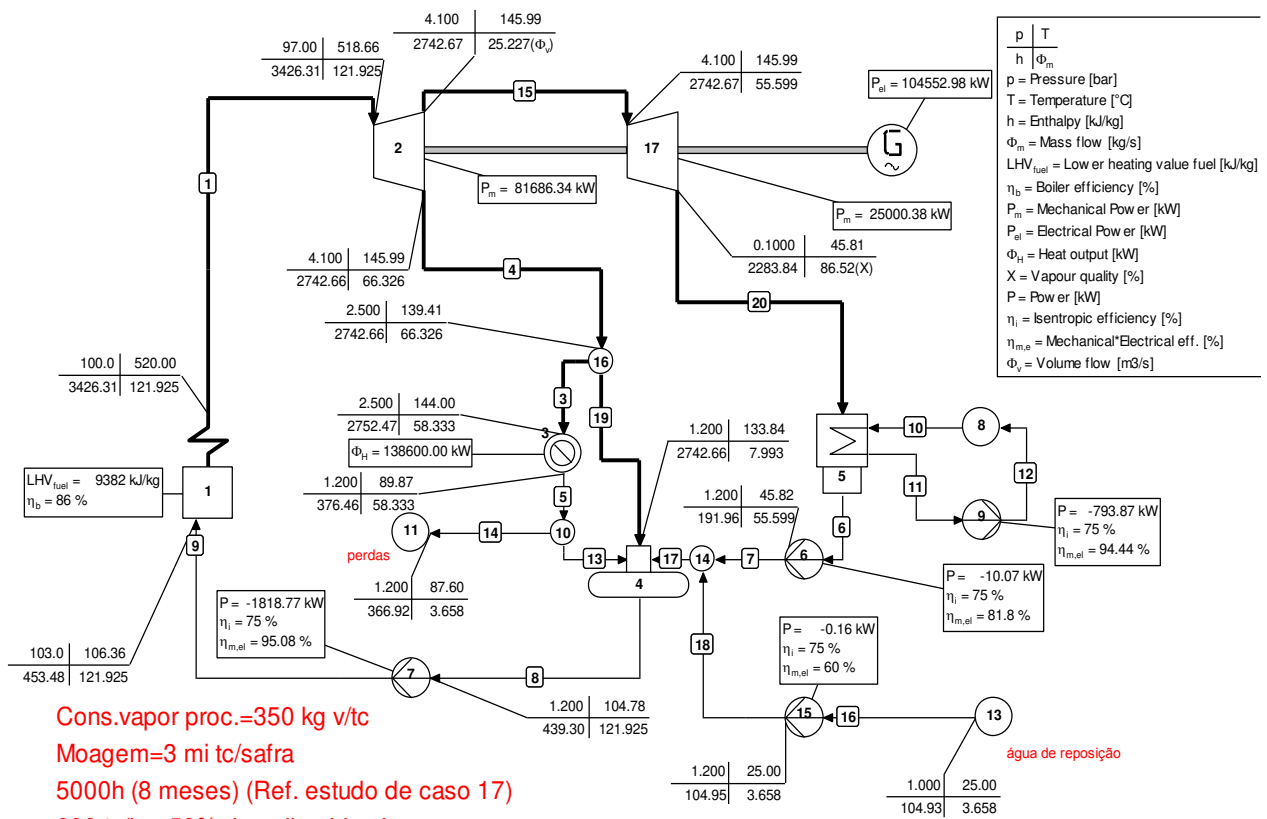 4.100 145.99
2742.67 25.227(Φv)
97.00 518.66
3426.31 121.925
4.100 145.99
2742.67 55.599
Pel = 104552.98 kW
p T
h Φm
p = Pressure [bar]
T = Temperature [°C]
h = Enthalpy [kJ/kg]
Φm = Mass flow [kg/s]
LHVfuel = Lower heating value fuel [kJ/kg]
ηb = Boiler efficiency [%]
Pm = Mechanical Power [kW]
Pel = Electrical Power [kW]
ΦH = Heat output [kW]
X = Vapour quality [%]
P = Power [kW]
ηi = Isentropic efficiency [%]
ηm,e = Mechanical*Electrical eff. [%]
Φv = Volume flow [m3/s]
15
2
17
G
~
1
Pm = 81686.34 kW
Pm = 25000.38 kW
4.100 145.99
2742.66 66.326
4
0.1000 45.81
2283.84 86.52(X)
20
2.500 139.41
2742.66 66.326
16
100.0 520.00
3426.31 121.925
3
19
2.500 144.00
2752.47 58.333
3
ΦH = 138600.00 kW
1.200 133.84
2742.66 7.993
10
8
5
11
12
LHVfuel = 9382 kJ/kg
ηb = 86 %
1
1.200 89.87
376.46 58.333
5
1.200 45.82
191.96 55.599
6
9
P = -793.87 kW
ηi = 75 %
ηm,el = 94.44 %
11
14
10
perdas
13
17
14
7
6
9
4
P = -10.07 kW
ηi = 75 %
ηm,el = 81.8 %
1.200 87.60
366.92 3.658
P = -1818.77 kW
ηi = 75 %
ηm,el = 95.08 %
18
P = -0.16 kW
ηi = 75 %
ηm,el = 60 %
103.0 106.36
453.48 121.925
7
8
1.200 104.78
439.30 121.925
15
16
13
água de reposição
1.200 25.00
104.95 3.658
1.000 25.00
104.93 3.658
Cons.vapor proc.=350 kg v/tc
Moagem=3 mi tc/safra
5000h (8 meses) (Ref. estudo de caso 17)